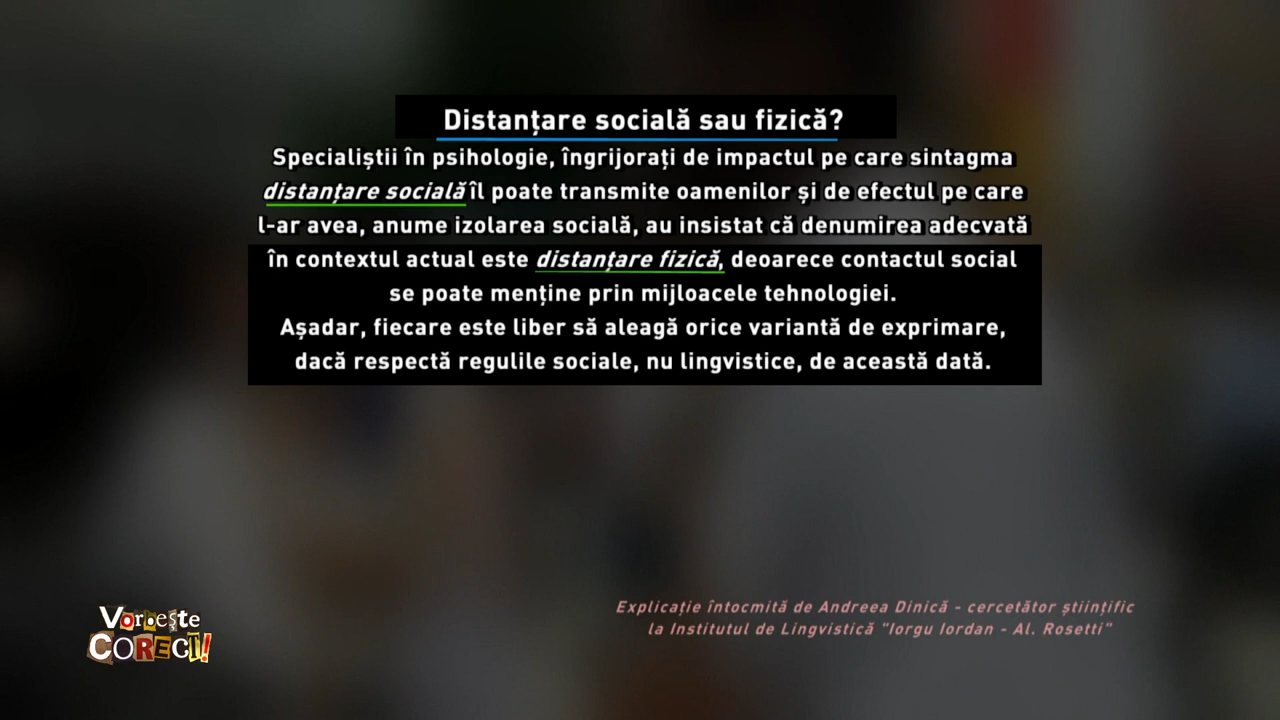 Distanțare socială sau fizică?
Specialiștii în psihologie, îngrijorați de impactul pe care sintagma
distanțare socială îl poate transmite oamenilor și de efectul pe care
l-ar avea, anume izolarea socială, au insistat că denumirea adecvată
în contextul actual este distanțare fizică, deoarece contactul social
se poate menține prin mijloacele tehnologiei.
Așadar, fiecare este liber să aleagă orice variantă de exprimare,
dacă respectă regulile sociale, nu lingvistice, de această dată.
Explicație întocmită de Andreea Dinică - cercetător științific
la Institutul de Lingvistică "Iorgu Iordan - Al. Rosetti"
Vorbește
CORECT!